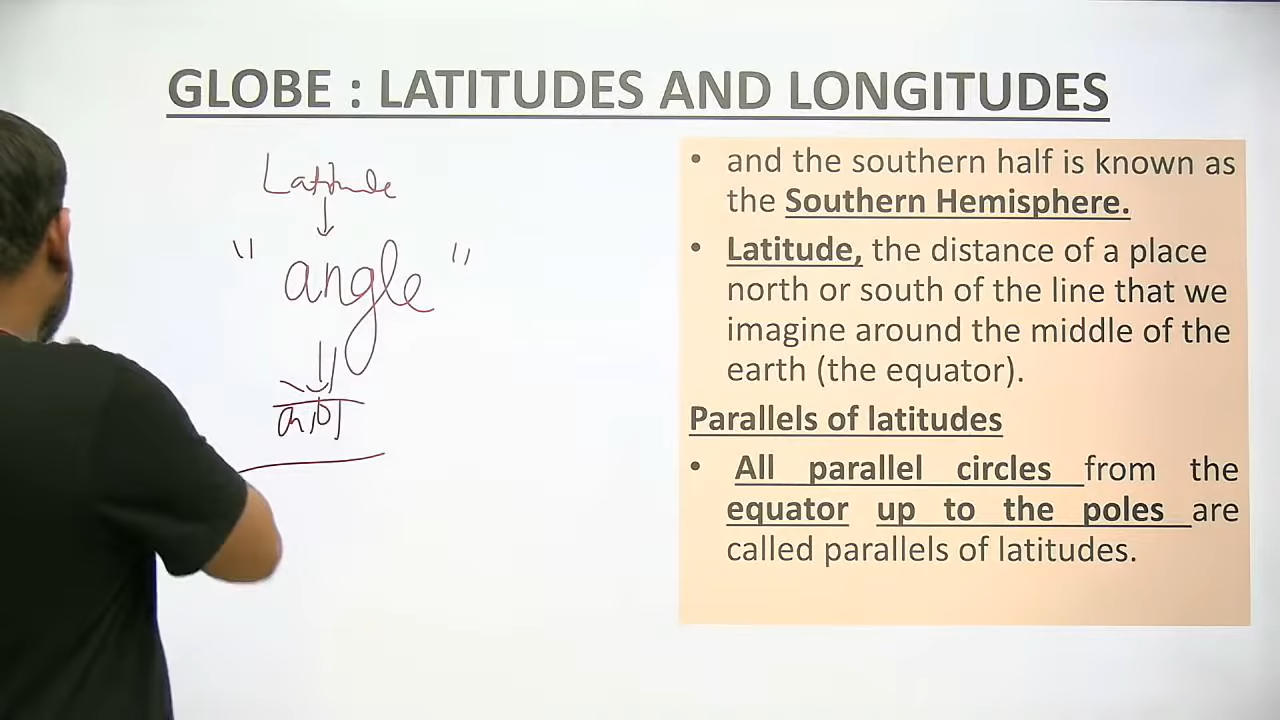 GLOBE : LATITUDES AND LONGITUDES
Latitude
" angle "
• and the southern half is known as
the Southern Hemisphere.
• Latitude, the distance of a place
north or south of the line that we
imagine around the middle of the
earth (the equator).
Parallels of latitudes
• All parallel circles from the
equator up to the poles are
called parallels of latitudes.